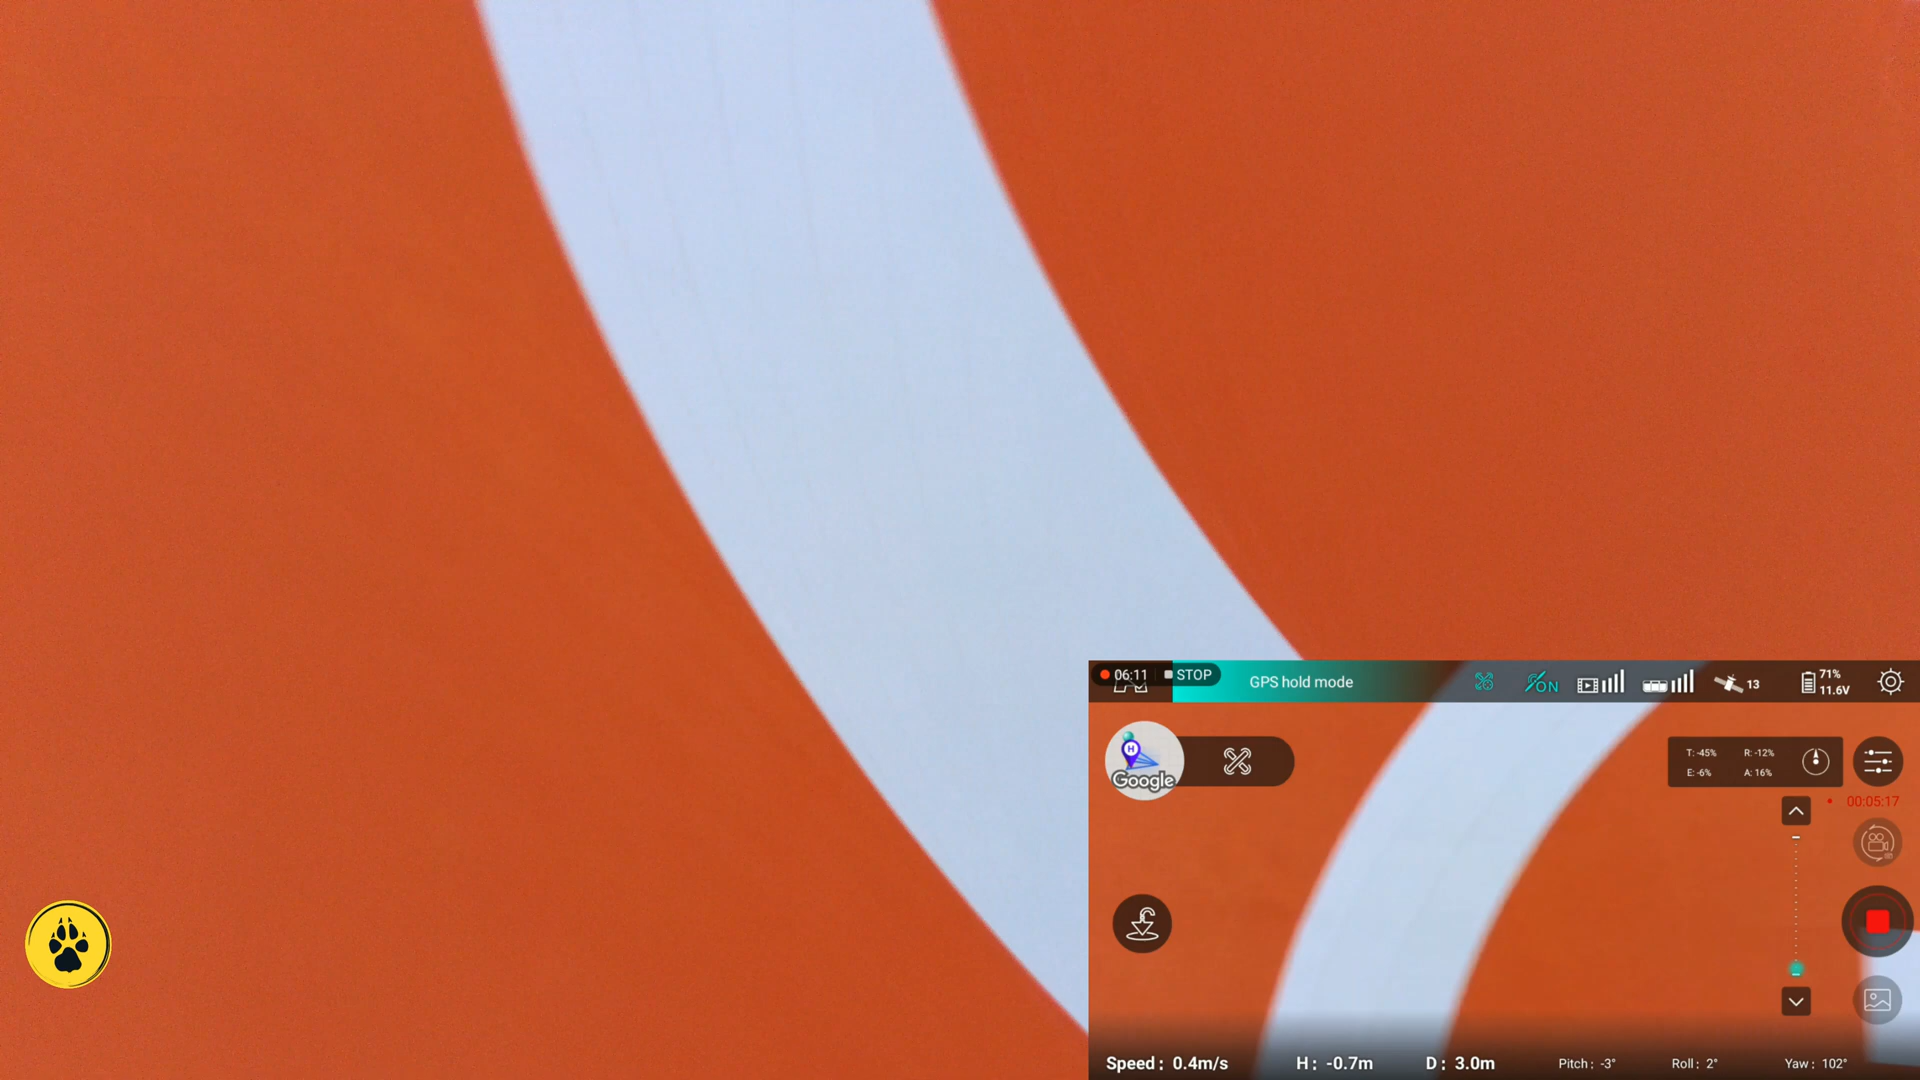 06:11 STOP
GPS hold mode
ON
13
71%
11.6V
Google
T: -45% R: -12%
E: -6% A: 16%
00:05:17
Speed: 0.4m/s H: -0.7m D: 3.0m Pitch: -3° Roll: 2° Yaw: 102°